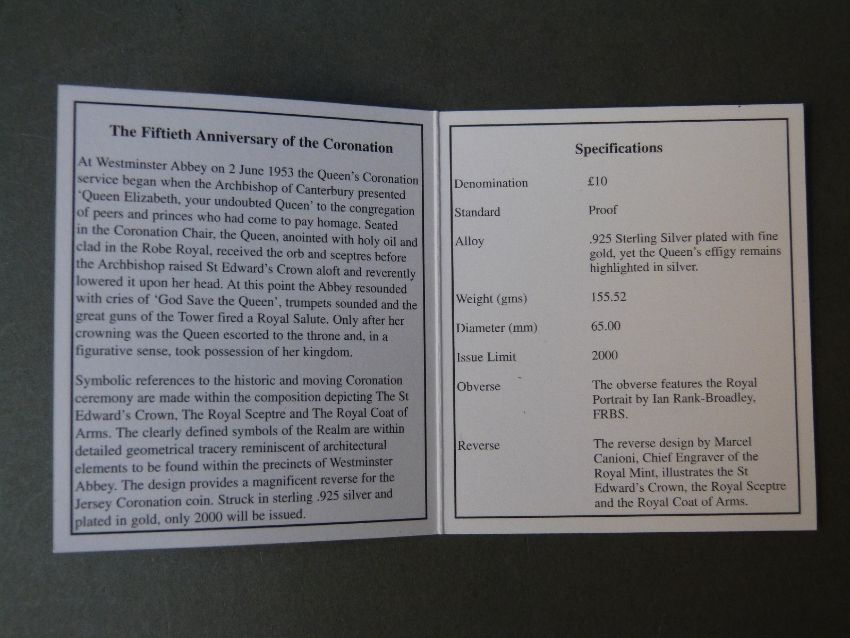 The Fiftieth Anniversary of the Coronation
At Westminster Abbey on 2 June 1953 the Queen's Coronation
service began when the Archbishop of Canterbury presented
'Queen Elizabeth, your undoubted Queen' to the congregation
of peers and princes who had come to pay homage. Seated
in the Coronation Chair, the Queen, anointed with holy oil and
clad in the Robe Royal, received the orb and sceptres before
the Archbishop raised St Edward's Crown aloft and reverently
lowered it upon her head. At this point the Abbey resounded
with cries of 'God Save the Queen', trumpets sounded and the
great guns of the Tower fired a Royal Salute. Only after her
crowning was the Queen escorted to the throne and, in a
figurative sense, took possession of her kingdom.
Symbolic references to the historic and moving Coronation
ceremony are made within the composition depicting The St
Edward's Crown, The Royal Sceptre and The Royal Coat of
Arms. The clearly defined symbols of the Realm are within
detailed geometrical tracery reminiscent of architectural
elements to be found within the precincts of Westminster
Abbey. The design provides a magnificent reverse for the
Jersey Coronation coin. Struck in sterling .925 silver and
plated in gold, only 2000 will be issued.
Specifications
Denomination £10
Standard Proof
Alloy .925 Sterling Silver plated with fine
gold, yet the Queen's effigy remains
highlighted in silver.
Weight (gms) 155.52
Diameter (mm) 65.00
Issue Limit 2000
Obverse The obverse features the Royal
Portrait by Ian Rank-Broadley,
FRBS.
Reverse The reverse design by Marcel
Canioni, Chief Engraver of the
Royal Mint, illustrates the St
Edward's Crown, the Royal Sceptre
and the Royal Coat of Arms.